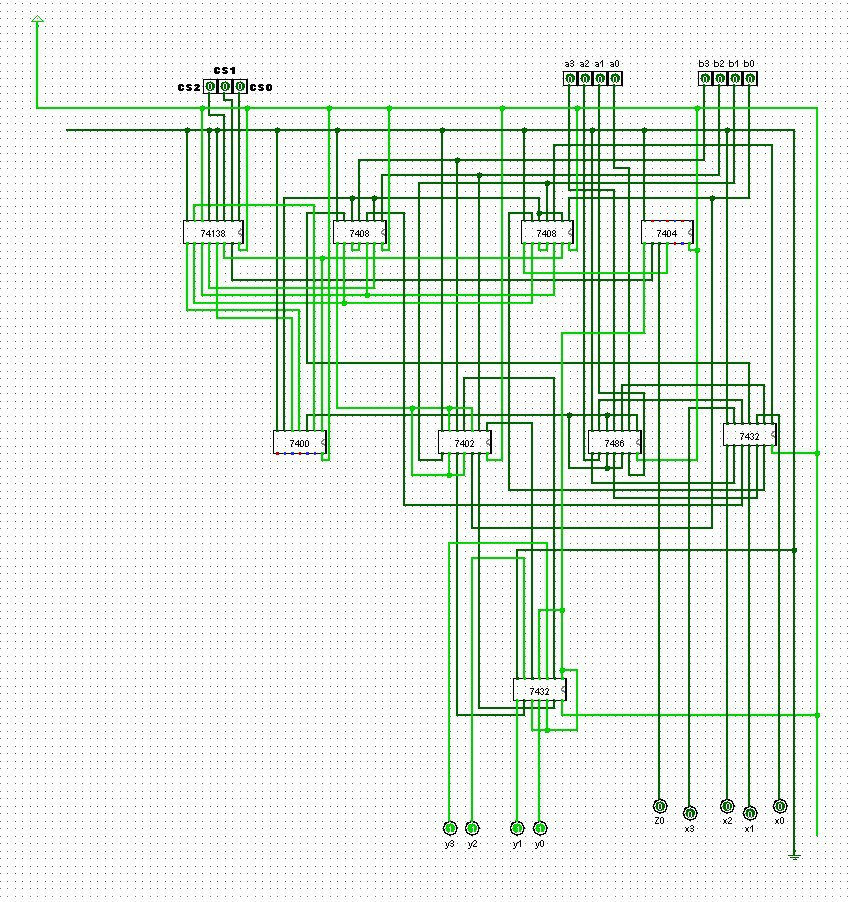 CS1
CS2 CS0
a3 a2 a1 a0
b3 b2 b1 b0
74138
7408
7408
7404
7400
7402
7486
7432
7432
y3
y2
y1
y0
Z0
x3
x2
x1
x0